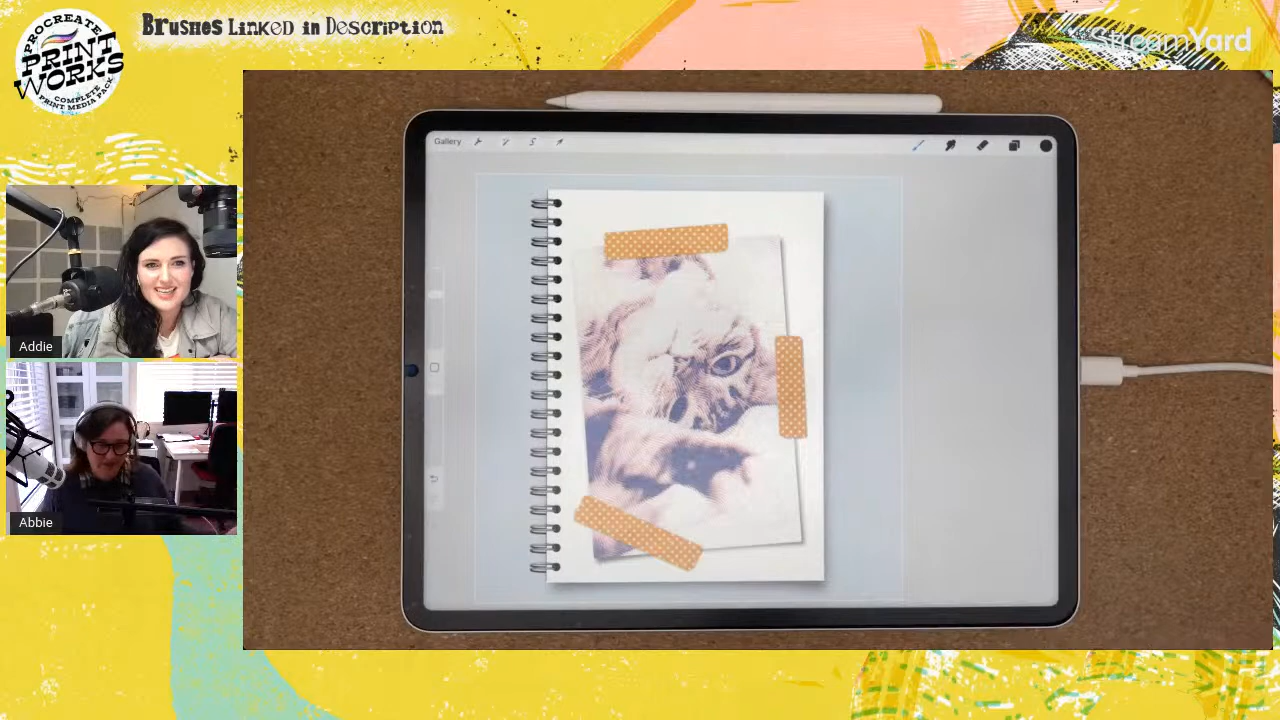 PROCREATE
PRINT
WORKS
COMPLETE
PRINT MEDIA PACK
Brushes Linked in Description
StreamYard
Gallery
Addie
Abbie